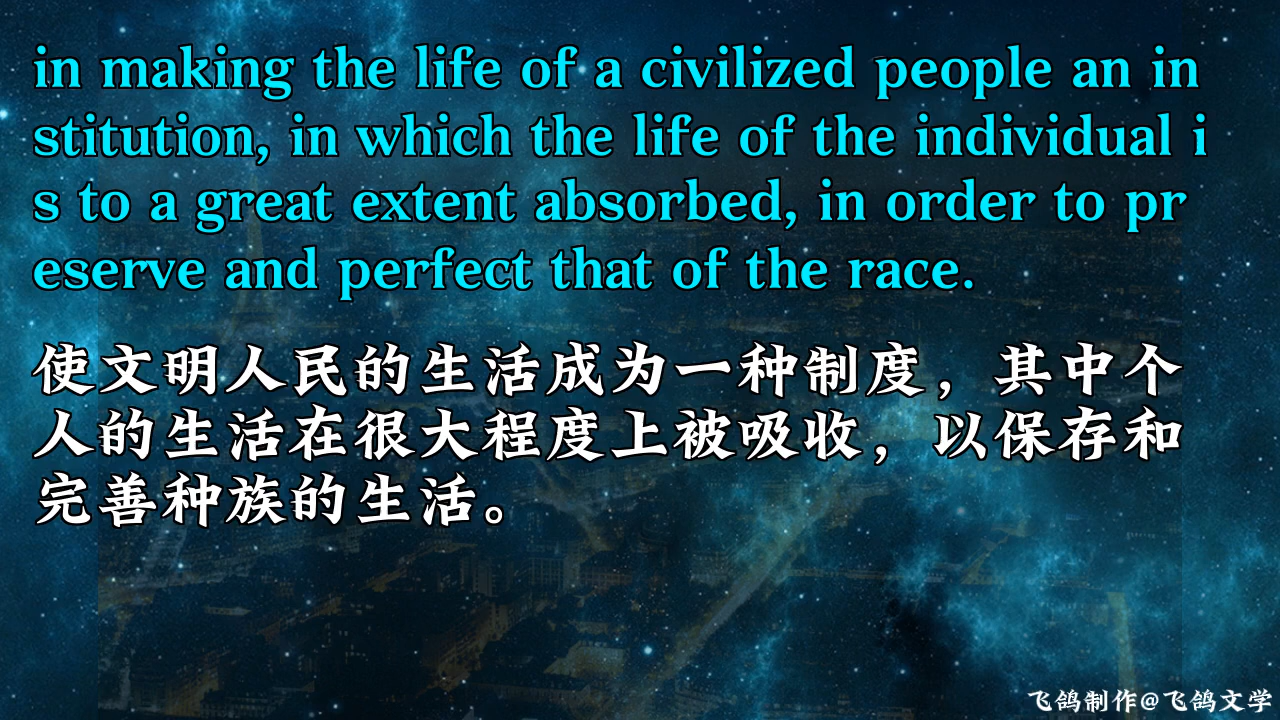 in making the life of a civilized people an in
stitution, in which the life of the individual i
s to a great extent absorbed, in order to pr
eserve and perfect that of the race.
使文明人民的生活成为一种制度，其中个
人的生活在很大程度上被吸收，以保存和
完善种族的生活。
飞鸽制作@飞鸽文学